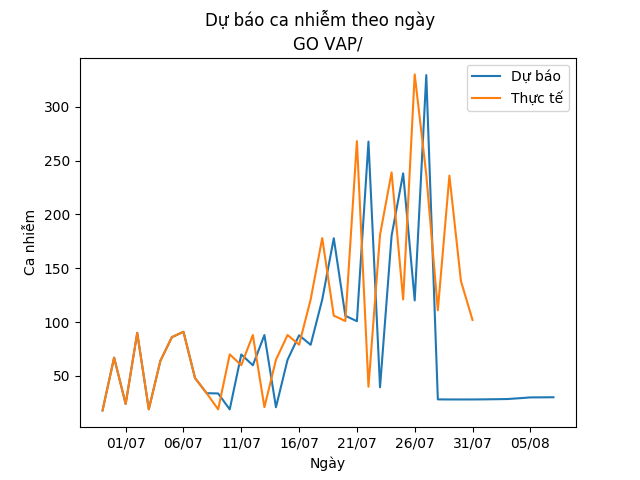 Dự báo ca nhiễm theo ngày
GO VAP/
Dự báo
Thực tế
Ca nhiễm
300
250
200
150
100
50
01/07 06/07 11/07 16/07 21/07 26/07 31/07 05/08
Ngày